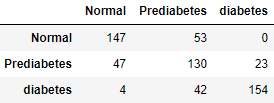 Normal Prediabetes diabetes
Normal 147 53 0
Prediabetes 47 130 23
diabetes 4 42 154